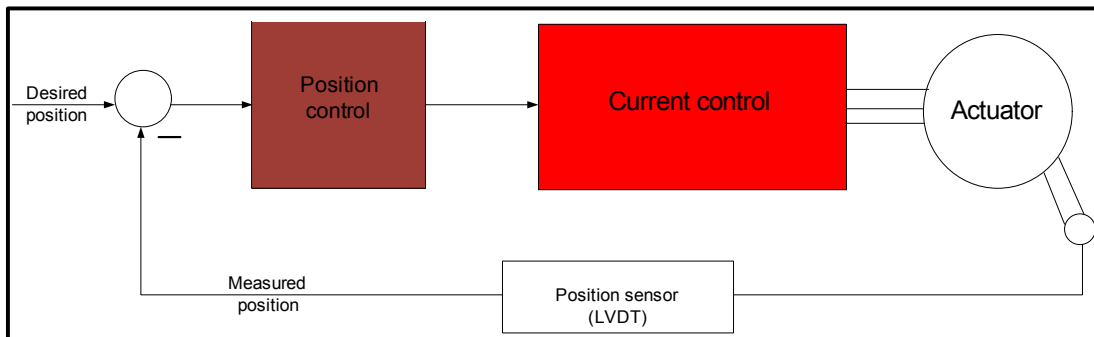 Desired
position
Position
control
Current control
Actuator
Measured
position
Position sensor
(LVDT)